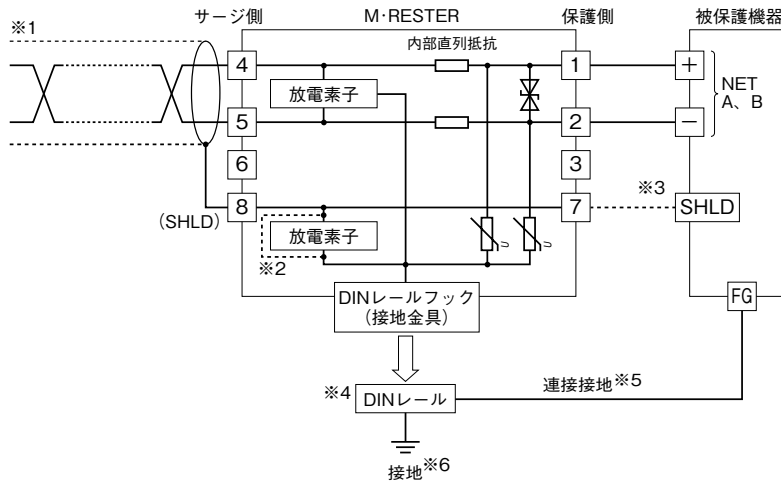 ※1
サージ側
M·RESTER
保護側
被保護機器
内部直列抵抗
4
1
+
放電素子
NET
A、B
5
2
−
6
3
※3
(SHLD)
8
7
SHLD
放電素子
※2
DINレールフック
(接地金具)
FG
※4
DINレール
連接接地※5
接地※6